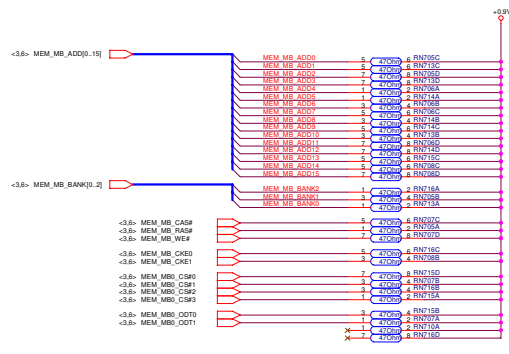 +0.9V
<3,6> MEM_MB_ADD[0..15]
MEM_MB_ADD0 5 47Ohm 6 RN705C
MEM_MB_ADD1 5 47Ohm 6 RN713C
MEM_MB_ADD2 7 47Ohm 8 RN705D
MEM_MB_ADD3 7 47Ohm 8 RN713D
MEM_MB_ADD4 1 47Ohm 2 RN706A
MEM_MB_ADD5 1 47Ohm 2 RN714A
MEM_MB_ADD6 3 47Ohm 4 RN706B
MEM_MB_ADD7 5 47Ohm 6 RN706C
MEM_MB_ADD8 3 47Ohm 4 RN714B
MEM_MB_ADD9 5 47Ohm 6 RN714C
MEM_MB_ADD10 3 47Ohm 4 RN713B
MEM_MB_ADD11 7 47Ohm 8 RN706D
MEM_MB_ADD12 7 47Ohm 8 RN714D
MEM_MB_ADD13 5 47Ohm 6 RN715C
MEM_MB_ADD14 5 47Ohm 6 RN708C
MEM_MB_ADD15 7 47Ohm 8 RN708D
<3,6> MEM_MB_BANK[0..2]
MEM_MB_BANK2 1 47Ohm 2 RN716A
MEM_MB_BANK1 3 47Ohm 4 RN705B
MEM_MB_BANK0 1 47Ohm 2 RN713A
<3,6> MEM_MB_CAS# 5 47Ohm 6 RN707C
<3,6> MEM_MB_RAS# 1 47Ohm 2 RN705A
<3,6> MEM_MB_WE# 7 47Ohm 8 RN707D
<3,6> MEM_MB_CKE0 5 47Ohm 6 RN716C
<3,6> MEM_MB_CKE1 3 47Ohm 4 RN708B
<3,6> MEM_MB0_CS#0 7 47Ohm 8 RN715D
<3,6> MEM_MB0_CS#1 3 47Ohm 4 RN707B
<3,6> MEM_MB0_CS#2 3 47Ohm 4 RN716B
<3,6> MEM_MB0_CS#3 1 47Ohm 2 RN715A
<3,6> MEM_MB0_ODT0 3 47Ohm 4 RN715B
<3,6> MEM_MB0_ODT1 1 47Ohm 2 RN707A
1 47Ohm 2 RN710A
7 47Ohm 8 RN716D